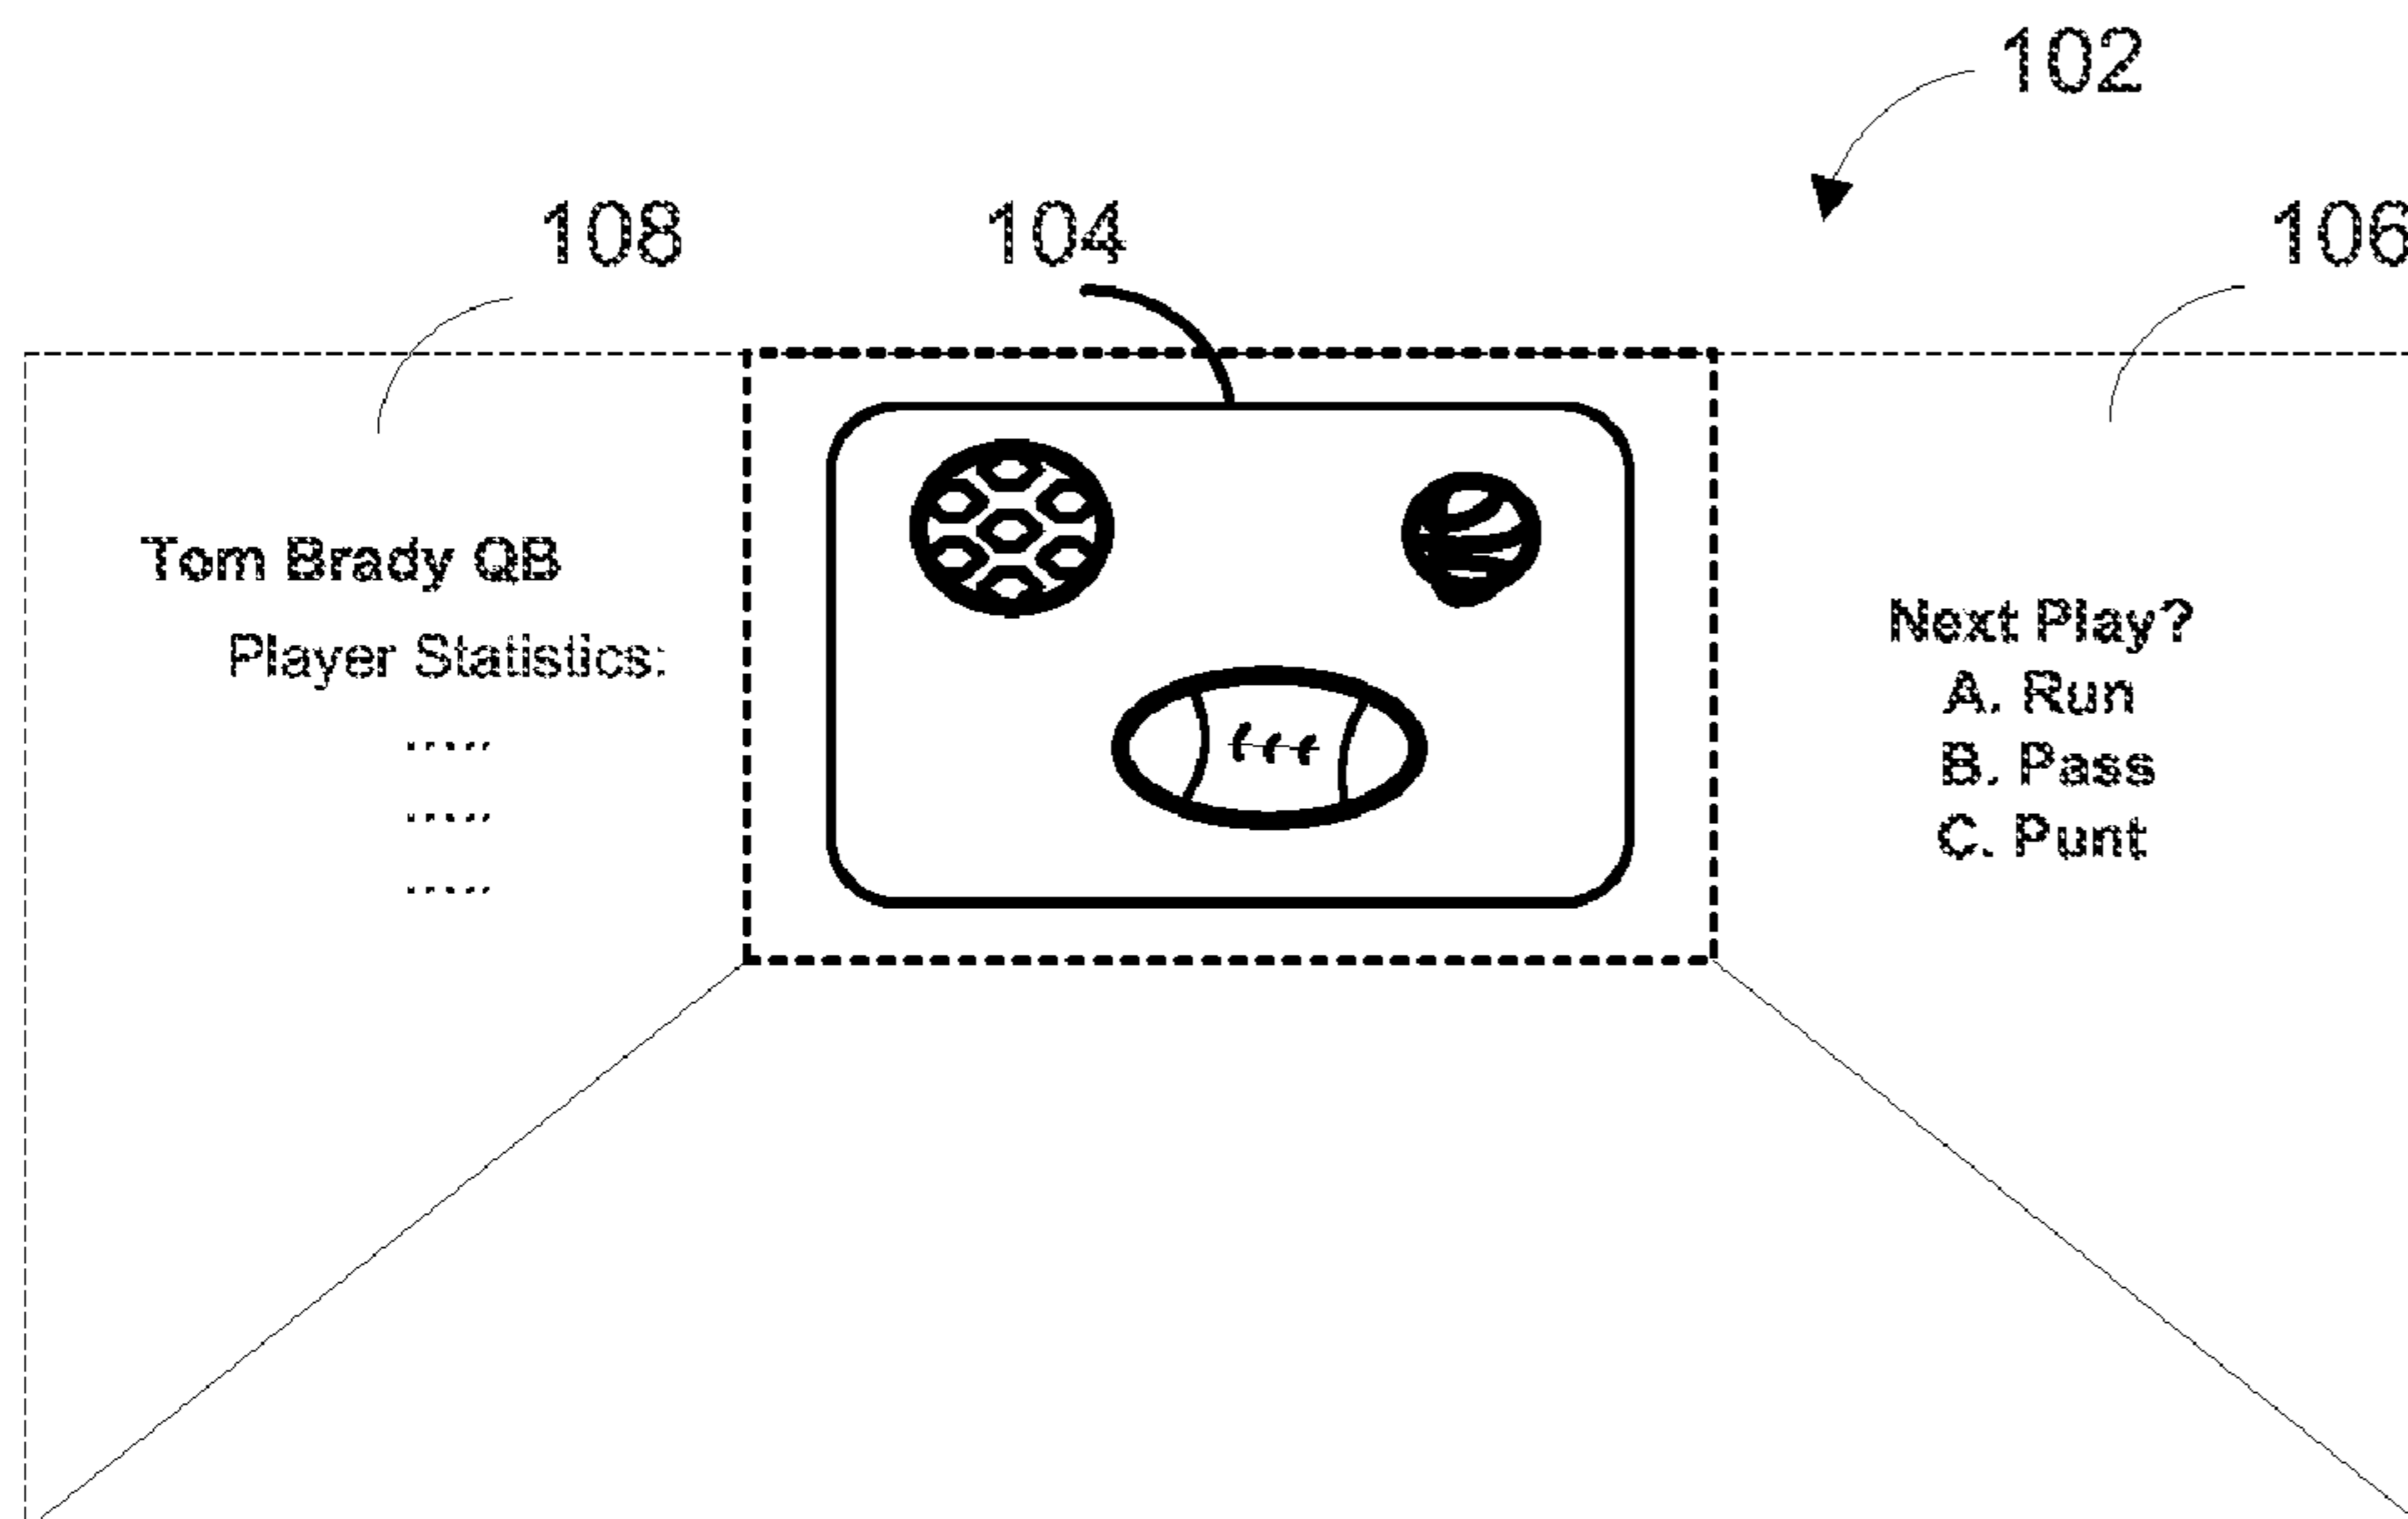 102
108
104
106
Tom Brady QB
Player Statistics:
.....
.....
.....
Next Play?
A. Run
B. Pass
C. Punt